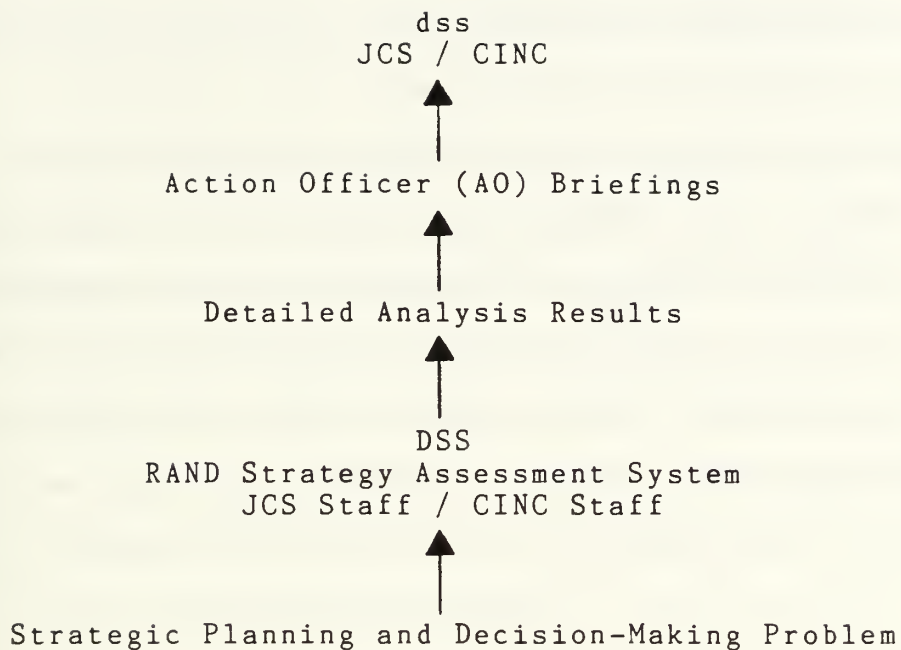 dss
JCS / CINC
Action Officer (AO) Briefings
Detailed Analysis Results
DSS
RAND Strategy Assessment System
JCS Staff / CINC Staff
Strategic Planning and Decision-Making Problem